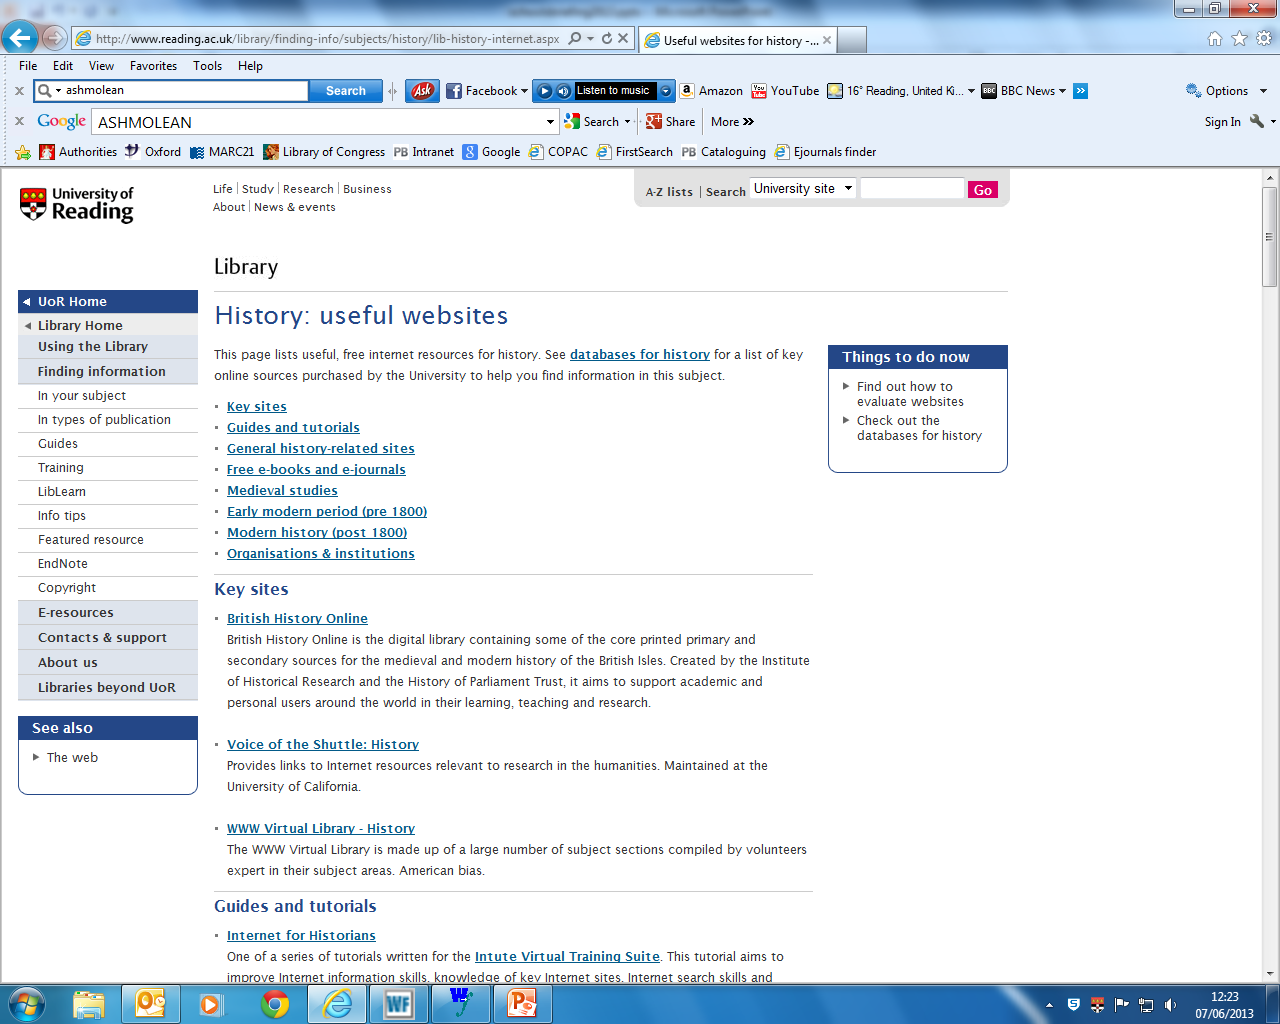 http://www.reading.ac.uk/library/finding-info/subjects/history/lib-history-internet.aspx
Useful websites for history -...
File Edit View Favorites Tools Help
ashmolean Search Ask Facebook Listen to music Amazon YouTube 16° Reading, United Ki... BBC BBC News Options
Google ASHMOLEAN Search Share More Sign In
Authorities Oxford MARC21 Library of Congress PB Intranet Google COPAC FirstSearch PB Cataloguing Ejournals finder
University of Reading
Life | Study | Research | Business
About | News & events
A-Z lists | Search University site Go
Library
UoR Home
Library Home
Using the Library
Finding information
In your subject
In types of publication
Guides
Training
LibLearn
Info tips
Featured resource
EndNote
Copyright
E-resources
Contacts & support
About us
Libraries beyond UoR
See also
The web
History: useful websites
This page lists useful, free internet resources for history. See databases for history for a list of key
online sources purchased by the University to help you find information in this subject.
Key sites
Guides and tutorials
General history-related sites
Free e-books and e-journals
Medieval studies
Early modern period (pre 1800)
Modern history (post 1800)
Organisations & institutions
Things to do now
Find out how to
evaluate websites
Check out the
databases for history
Key sites
British History Online
British History Online is the digital library containing some of the core printed primary and
secondary sources for the medieval and modern history of the British Isles. Created by the Institute
of Historical Research and the History of Parliament Trust, it aims to support academic and
personal users around the world in their learning, teaching and research.
Voice of the Shuttle: History
Provides links to Internet resources relevant to research in the humanities. Maintained at the
University of California.
WWW Virtual Library - History
The WWW Virtual Library is made up of a large number of subject sections compiled by volunteers
expert in their subject areas. American bias.
Guides and tutorials
Internet for Historians
One of a series of tutorials written for the Intute Virtual Training Suite. This tutorial aims to
improve Internet information skills, knowledge of key Internet sites, Internet search skills and
12:23
07/06/2013